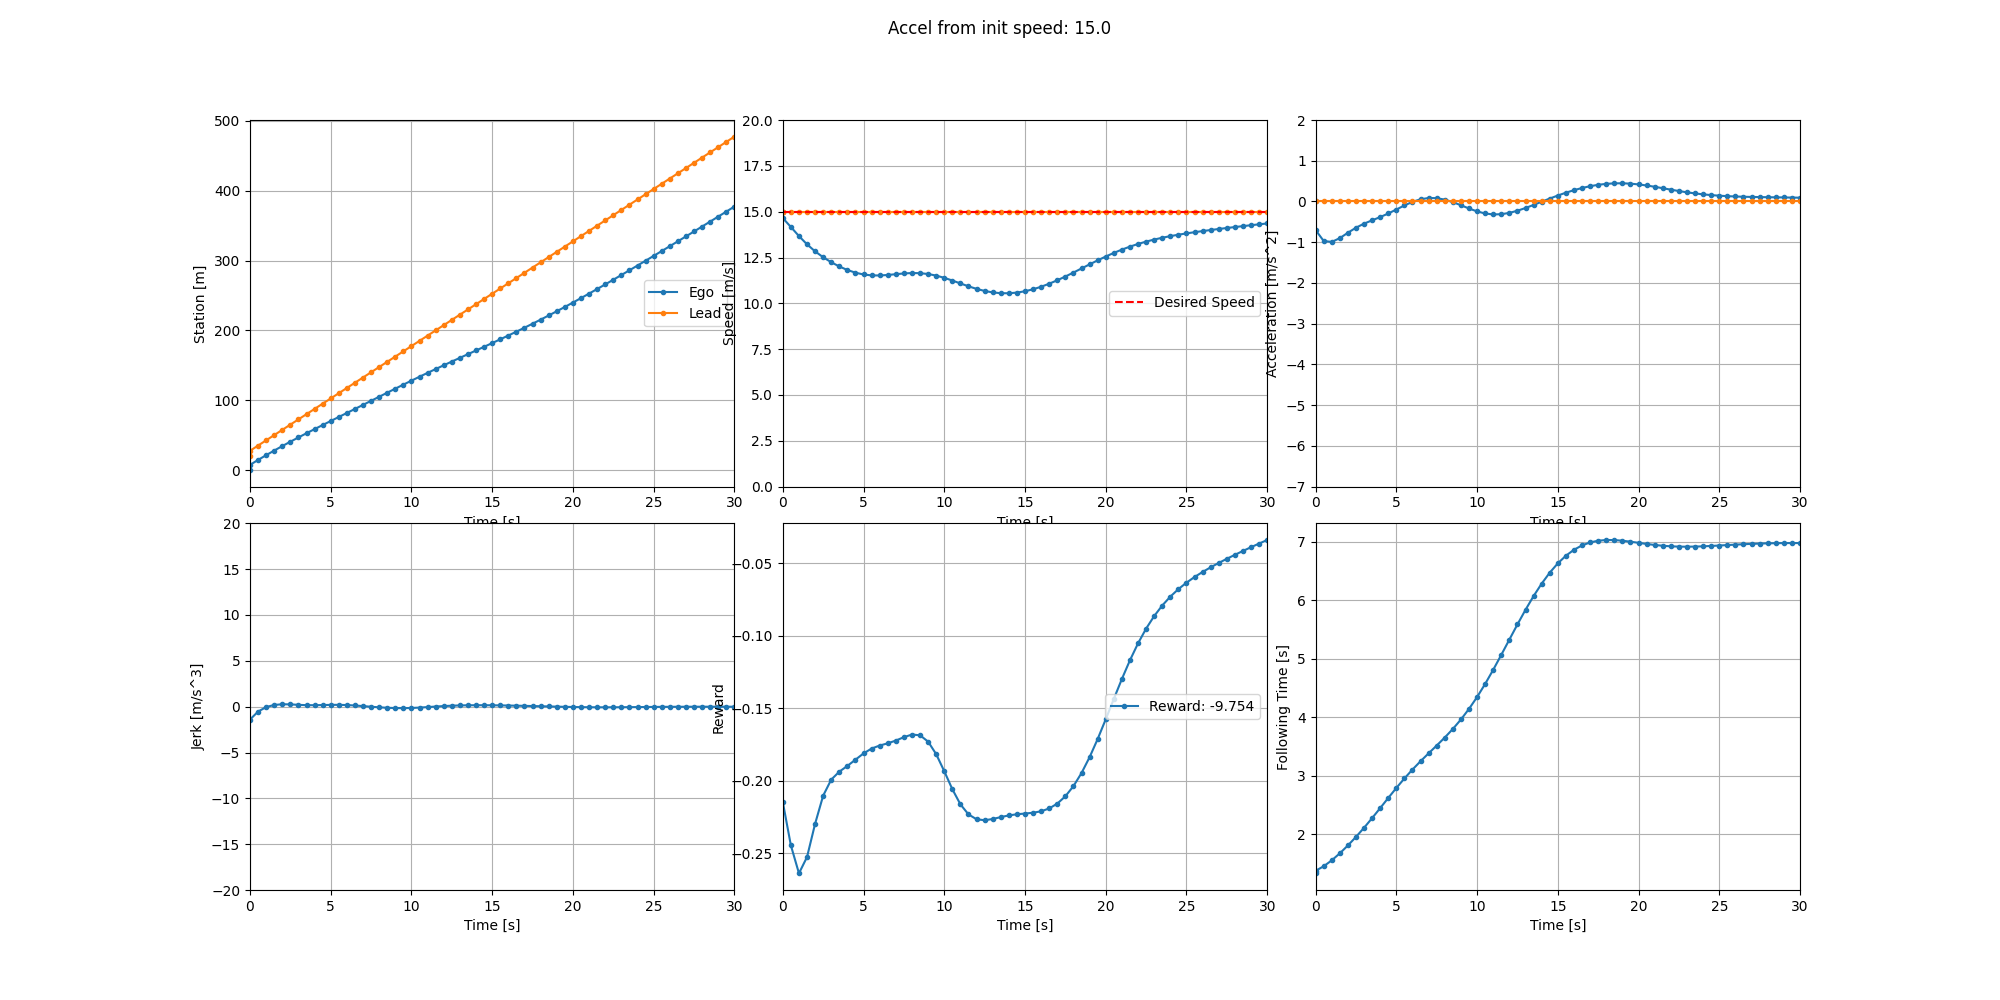 Accel from init speed: 15.0
500
400
300
200
100
0
Station [m]
Ego
Lead
0 5 10 15 20 25 30
Time [s]
20.0
17.5
15.0
12.5
10.0
7.5
5.0
2.5
0.0
Speed [m/s]
Desired Speed
0 5 10 15 20 25 30
Time [s]
2
1
0
−1
−2
−3
−4
−5
−6
−7
Acceleration [m/s^2]
0 5 10 15 20 25 30
Time [s]
20
15
10
5
0
−5
−10
−15
−20
Jerk [m/s^3]
0 5 10 15 20 25 30
Time [s]
−0.05
−0.10
−0.15
−0.20
−0.25
Reward
Reward: -9.754
0 5 10 15 20 25 30
Time [s]
7
6
5
4
3
2
Following Time [s]
0 5 10 15 20 25 30
Time [s]